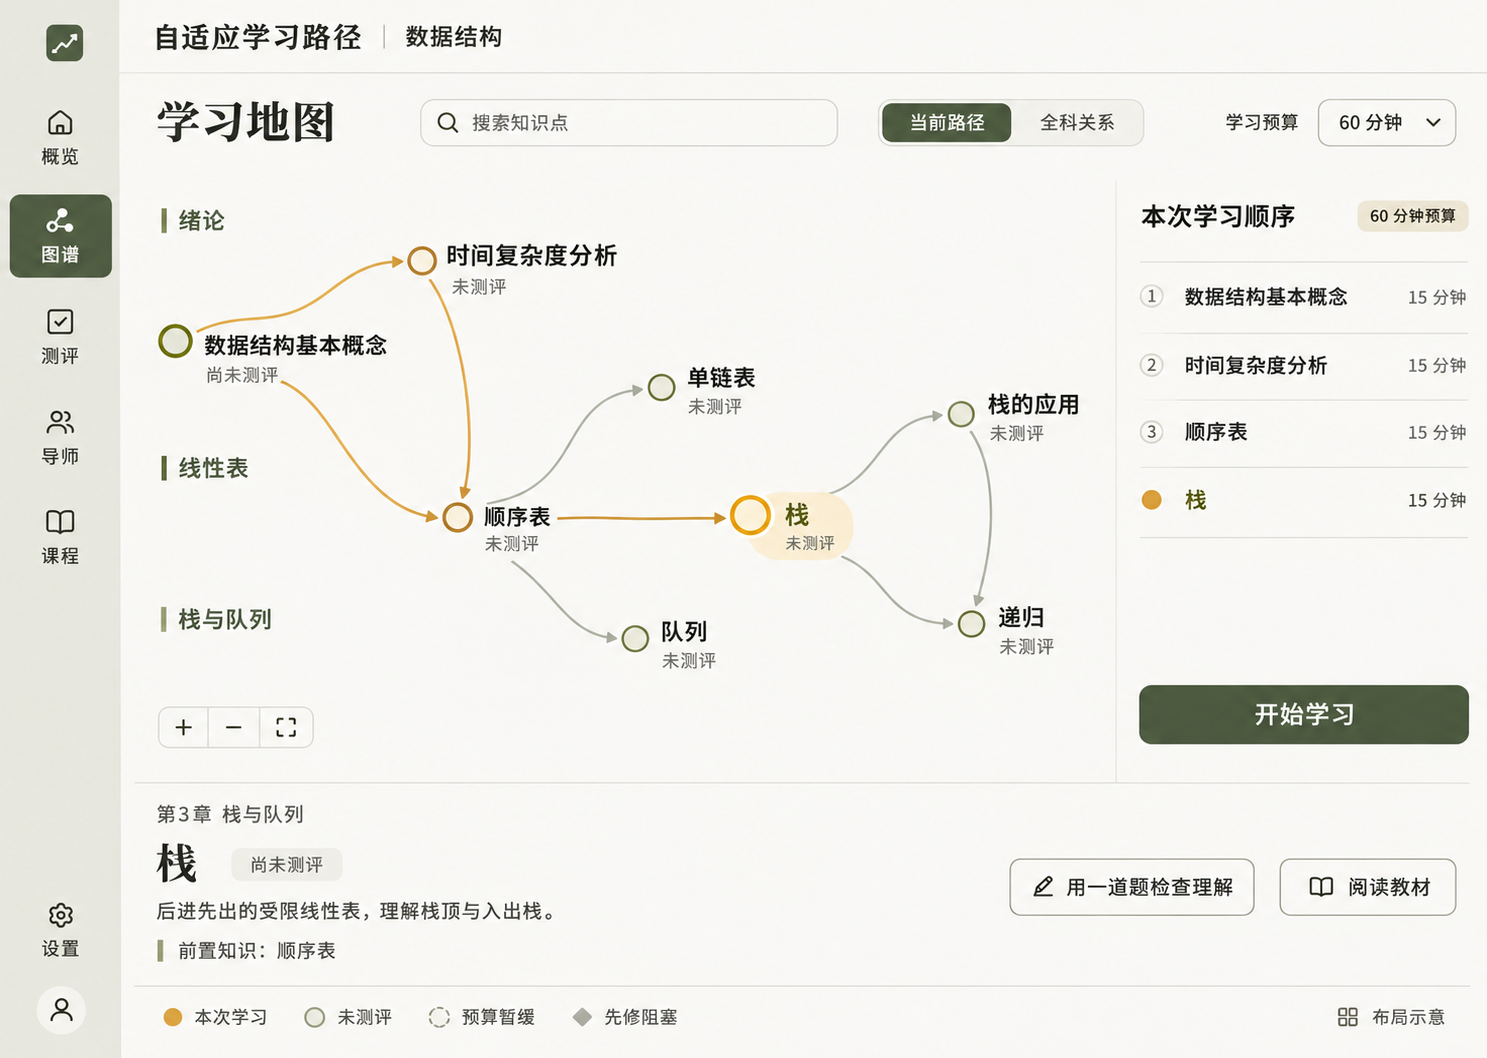 自适应学习路径 | 数据结构
概览
图谱
测评
导师
课程
设置
学习地图
搜索知识点
当前路径
全科关系
学习预算
60 分钟
绪论
时间复杂度分析
未测评
数据结构基本概念
尚未测评
单链表
未测评
栈的应用
未测评
线性表
顺序表
未测评
栈
未测评
栈与队列
队列
未测评
递归
未测评
本次学习顺序
60 分钟预算
1 数据结构基本概念 15 分钟
2 时间复杂度分析 15 分钟
3 顺序表 15 分钟
栈 15 分钟
开始学习
第3章 栈与队列
栈
尚未测评
后进先出的受限线性表，理解栈顶与入出栈。
前置知识：顺序表
用一道题检查理解
阅读教材
本次学习
未测评
预算暂缓
先修阻塞
布局示意